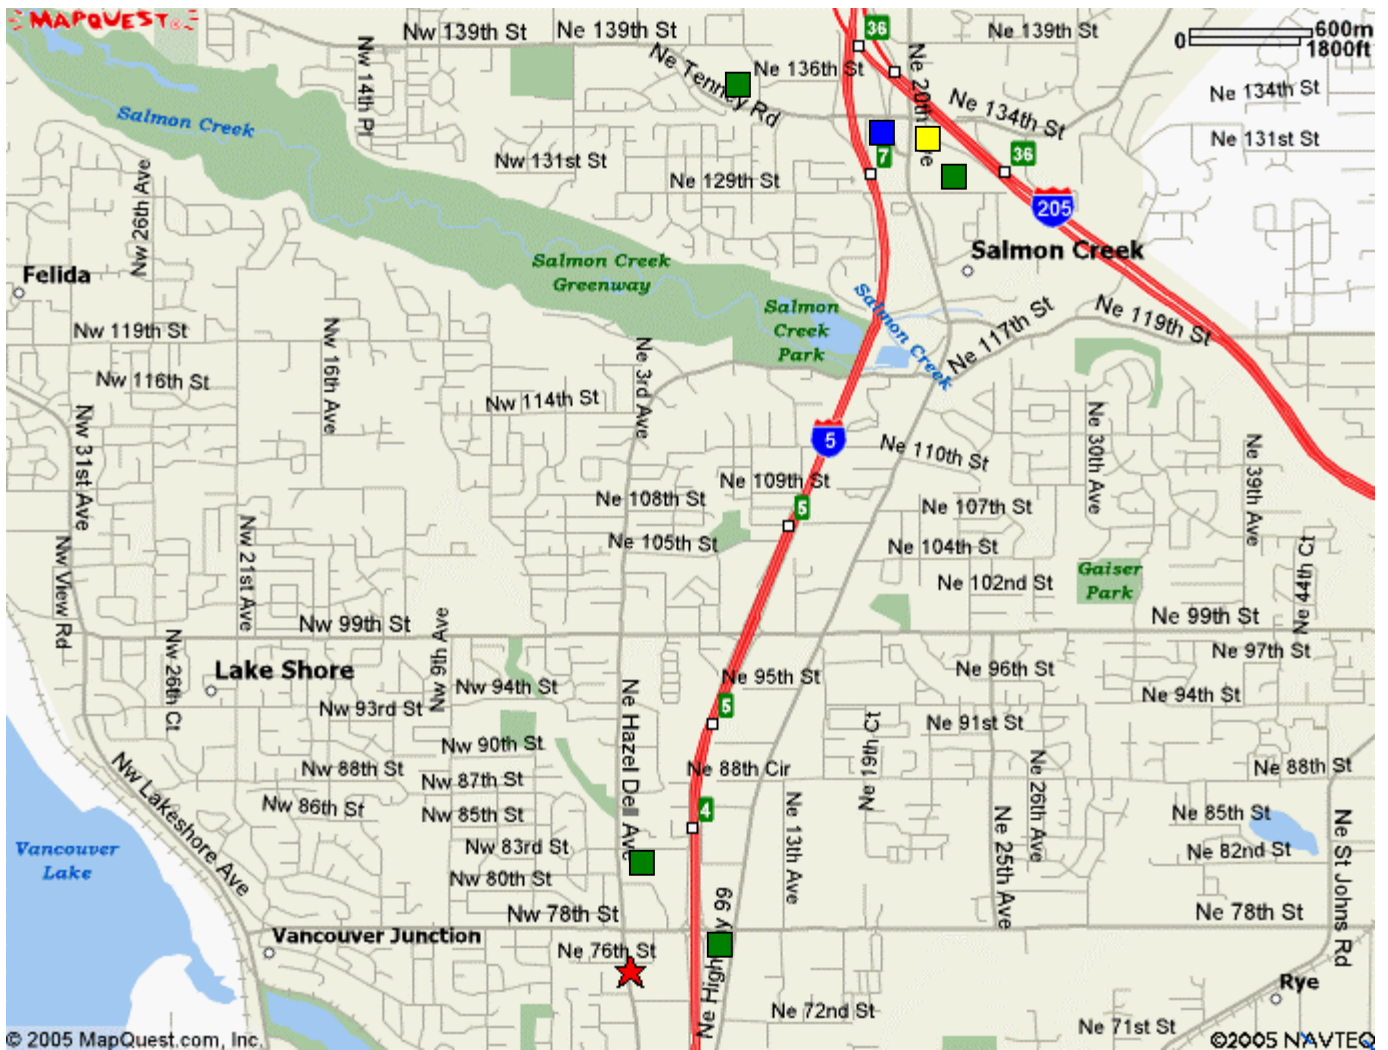 MAPQUEST
36
Nw 139th St
Ne 139th St
Ne 139th St
600m
0
1800ft
Nw 14th Pl
Ne Tenney Rd
Ne 136th St
Ne 20th Ave
Ne 134th St
Ne 134th St
Salmon Creek
Ne 131st St
Nw 131st St
7
36
Ne 129th St
Nw 26th Ave
205
Salmon Creek
Felida
Salmon Creek
Greenway
Salmon
Creek
Park
Salmon Creek
Ne 117th St
Ne 119th St
Nw 119th St
Nw 16th Ave
Ne 3rd Ave
Nw 116th St
Nw 114th St
Nw 31st Ave
5
Ne 110th St
Ne 30th Ave
Ne 39th Ave
Ne 109th St
Ne 108th St
5
Ne 107th St
Nw 21st Ave
Nw View Rd
Ne 105th St
Ne 104th St
Ne 44th Ct
Gaiser
Park
Ne 102nd St
Nw 99th St
Ne 99th St
Nw 9th Ave
Nw 26th Ct
Lake Shore
Ne 97th St
Ne 96th St
Ne 95th St
Nw 94th St
Ne 94th St
Nw 93rd St
5
Ne Hazel Dell Ave
Ne 91st St
Ne 19th Ct
Nw 90th St
Nw 88th St
Ne 88th Cir
Ne 88th St
Nw Lakeshore Ave
Nw 87th St
Ne 26th Ave
Nw 86th St
Nw 85th St
4
Ne 13th Ave
Ne 25th Ave
Ne 85th St
Vancouver
Lake
Nw 83rd St
Ne 82nd St
Ne St Johns Rd
Nw 80th St
Nw 78th St
Ne Highway 99
Ne 78th St
Vancouver Junction
Ne 76th St
Rye
Ne 72nd St
Ne 71st St
© 2005 MapQuest.com, Inc.
©2005 NAVTEQ